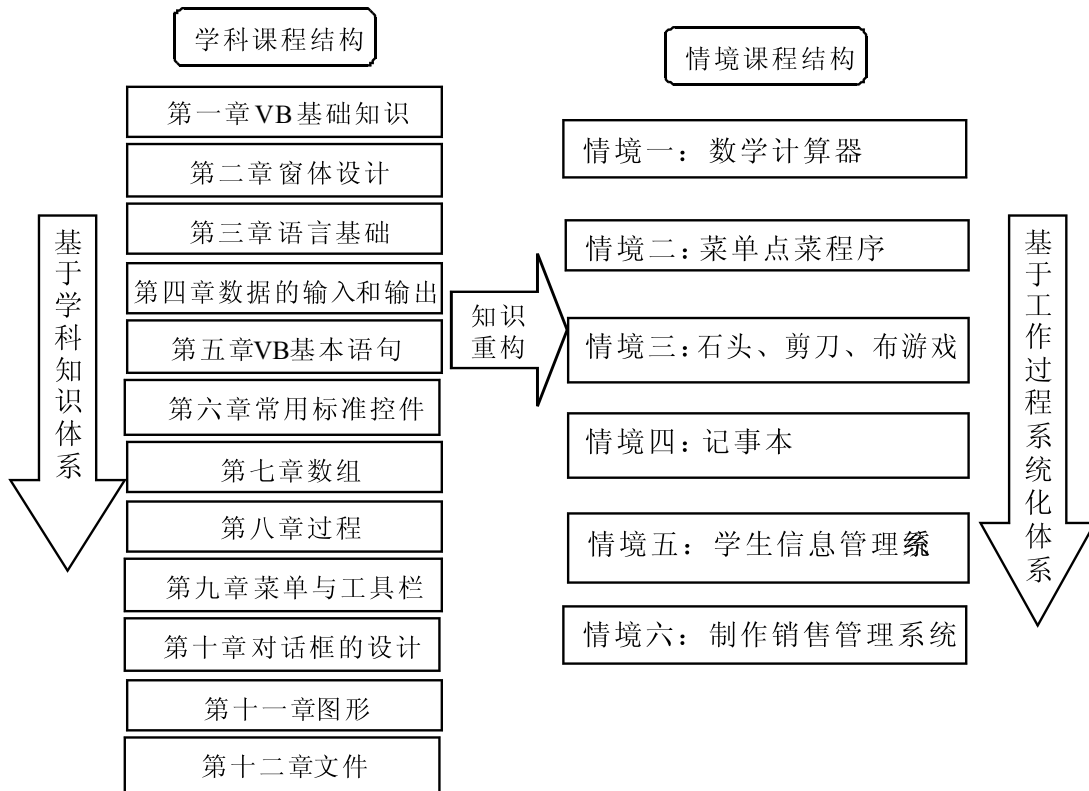 学科课程结构
第一章VB基础知识
第二章窗体设计
第三章语言基础
第四章数据的输入和输出
第五章VB基本语句
第六章常用标准控件
第七章数组
第八章过程
第九章菜单与工具栏
第十章对话框的设计
第十一章图形
第十二章文件
基于学科知识体系
知识
重构
情境课程结构
情境一：数学计算器
情境二：菜单点菜程序
情境三：石头、剪刀、布游戏
情境四：记事本
情境五：学生信息管理系
情境六：制作销售管理系统
基于工作过程系统化体系